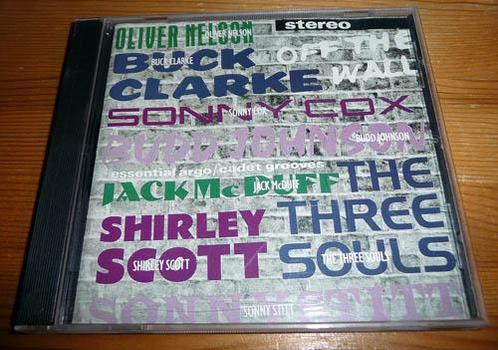 OLIVER NELSON
OLIVER NELSON
stereo
BUCK
BUCK CLARKE
OFF THE
WALL
CLARKE
SONNY COX
SONNY COX
BUDD JOHNSON
BUDD JOHNSON
essential argo/cadet grooves
JACK McDUFF
JACK McDUFF
THE
THREE
SOULS
THE THREE SOULS
SHIRLEY
SCOTT
SHIRLEY SCOTT
SONNY STITT
SONNY STITT